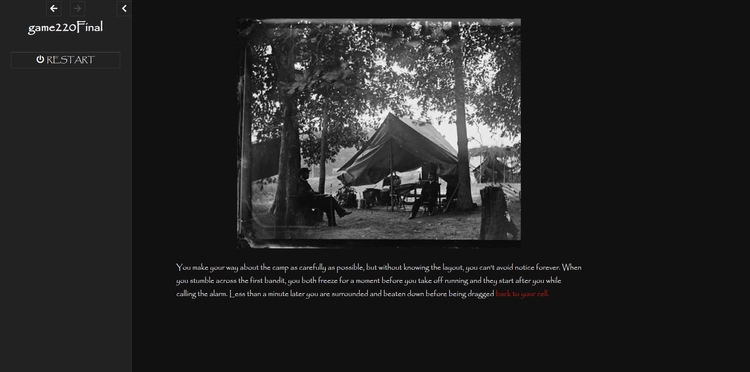 game220Final
RESTART
You make your way about the camp as carefully as possible, but without knowing the layout, you can't avoid notice forever. When
you stumble across the first bandit, you both freeze for a moment before you take off running and they start after you while
calling the alarm. Less than a minute later you are surrounded and beaten down before being dragged back to your cell.